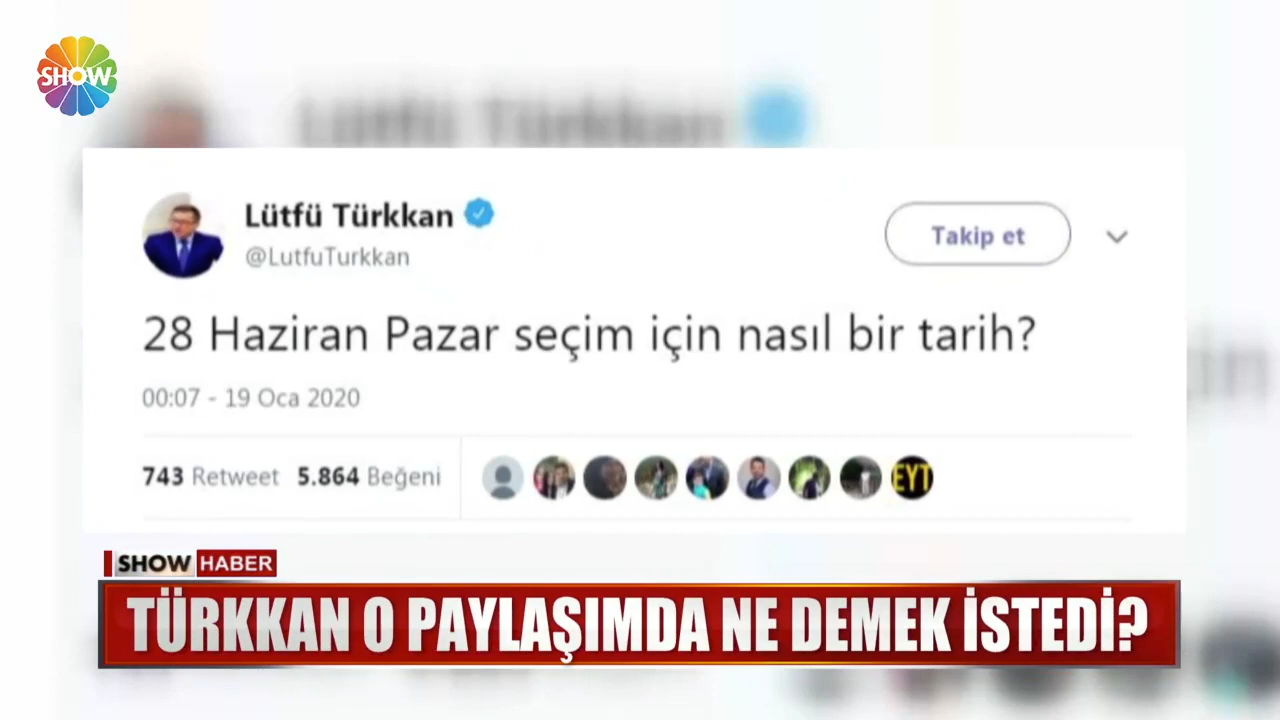 SHOW
Lütfü Türkkan
@LutfuTurkkan
Takip et
28 Haziran Pazar seçim için nasıl bir tarih?
00:07 - 19 Oca 2020
743 Retweet 5.864 Beğeni
EYT
SHOW HABER
TÜRKKAN O PAYLAŞIMDA NE DEMEK İSTEDİ?